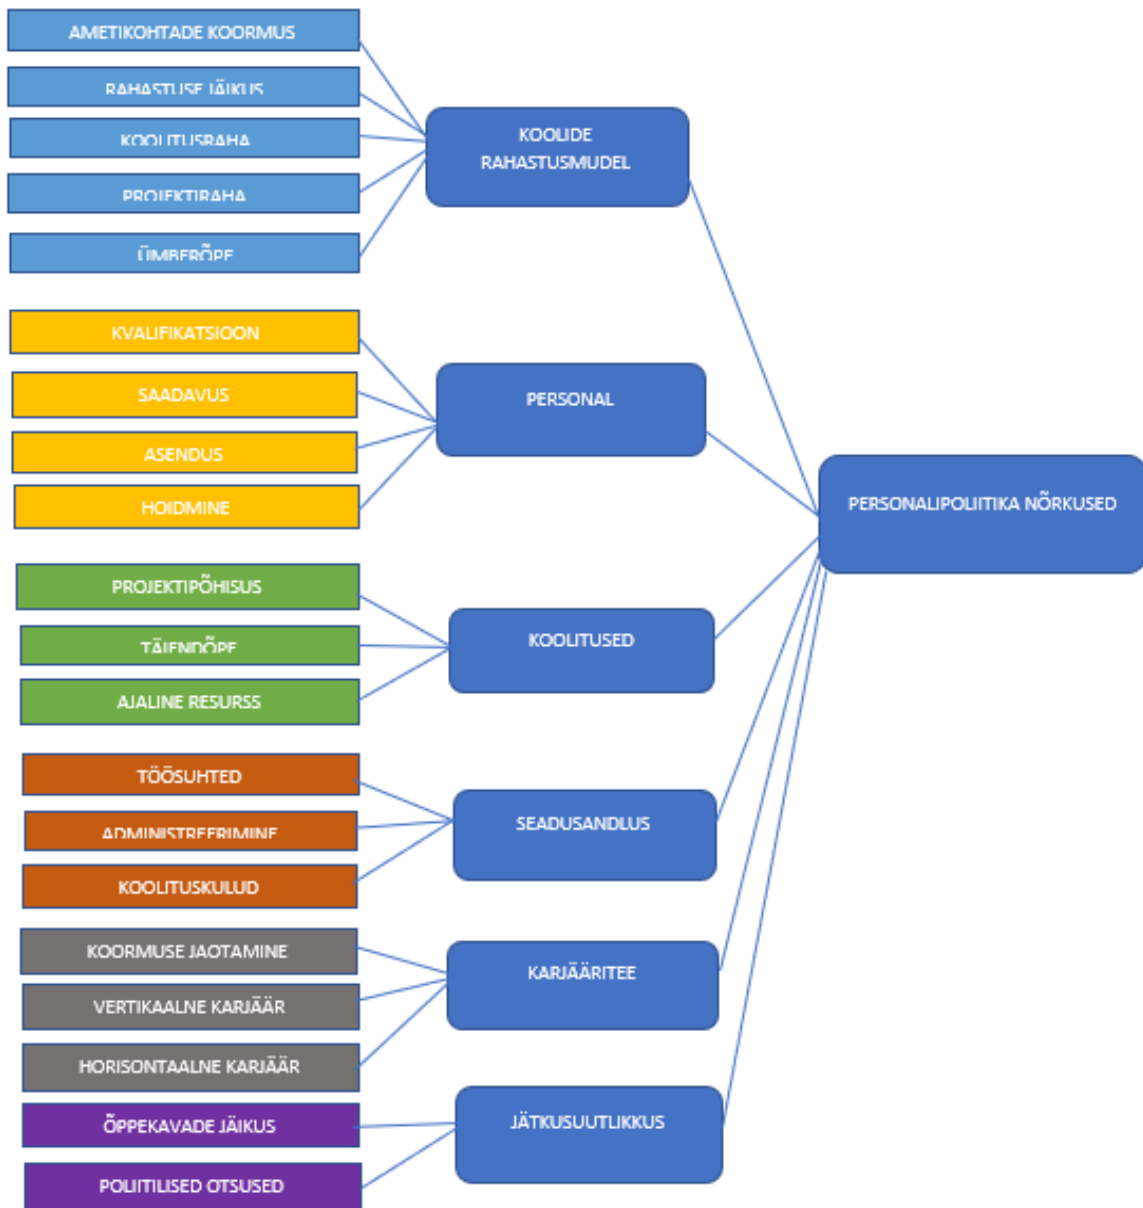 AMETIKOHTADE KOORMUS
RAHASTUSE JÄIKUS
KOOLITUSRAHA
PROJEKTIRAHA
ÜMBERÕPE
KOOLIDE
RAHASTUSMUDEL
KVALIFIKATSIOON
SAADAVUS
ASENDUS
HOIDMINE
PERSONAL
PERSONALIPOLIITIKA NÕRKUSED
PROJEKTIPÕHISUS
TÄIENDÕPE
AJALINE RESURSS
KOOLITUSED
TÖÖSUHTED
ADMINISTREERIMINE
KOOLITUSKULUD
SEADUSANDLUS
KOORMUSE JAOTAMINE
VERTIKAALNE KARJÄÄR
HORISONTAALNE KARJÄÄR
KARJÄÄRITEE
ÕPPEKAVADE JÄIKUS
POLIITILISED OTSUSED
JÄTKUSUUTLIKKUS